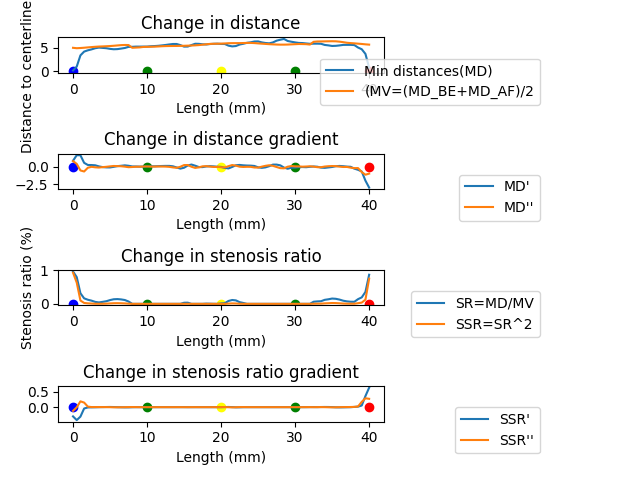 Change in distance
Distance to centerline
5
0
0 10 20 30 40
Length (mm)
Min distances(MD)
(MV=(MD_BE+MD_AF)/2
Change in distance gradient
0.0
−2.5
0 10 20 30 40
Length (mm)
MD'
MD''
Change in stenosis ratio
Stenosis ratio (%)
1
0
0 10 20 30 40
Length (mm)
SR=MD/MV
SSR=SR^2
Change in stenosis ratio gradient
0.5
0.0
0 10 20 30 40
Length (mm)
SSR'
SSR''